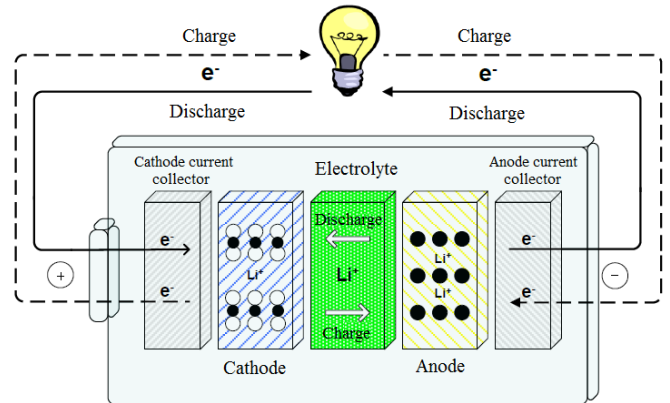 Charge
Charge
e-
e-
Discharge
Discharge
Cathode current
collector
Electrolyte
Anode current
collector
Discharge
e-
e-
Li+
Li+
Li+
Li+
+
−
e-
e-
Charge
Cathode
Anode